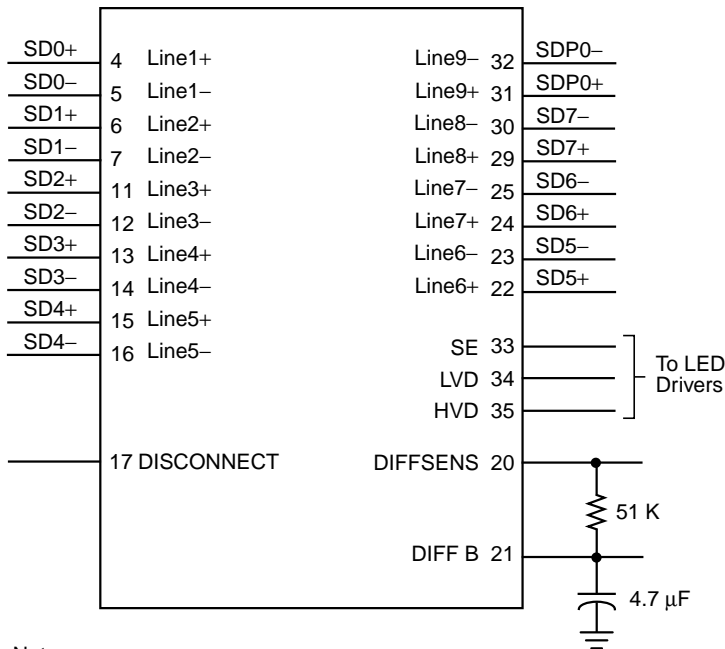 SD0+ 4 Line1+ Line9− 32 SDP0−
SD0− 5 Line1− Line9+ 31 SDP0+
SD1+ 6 Line2+ Line8− 30 SD7−
SD1− 7 Line2− Line8+ 29 SD7+
SD2+ 11 Line3+ Line7− 25 SD6−
SD2− 12 Line3− Line7+ 24 SD6+
SD3+ 13 Line4+ Line6− 23 SD5−
SD3− 14 Line4− Line6+ 22 SD5+
SD4+ 15 Line5+
SD4− 16 Line5−
SE 33
LVD 34
HVD 35
To LED
Drivers
17 DISCONNECT DIFFSENS 20
51 K
DIFF B 21
4.7 μF